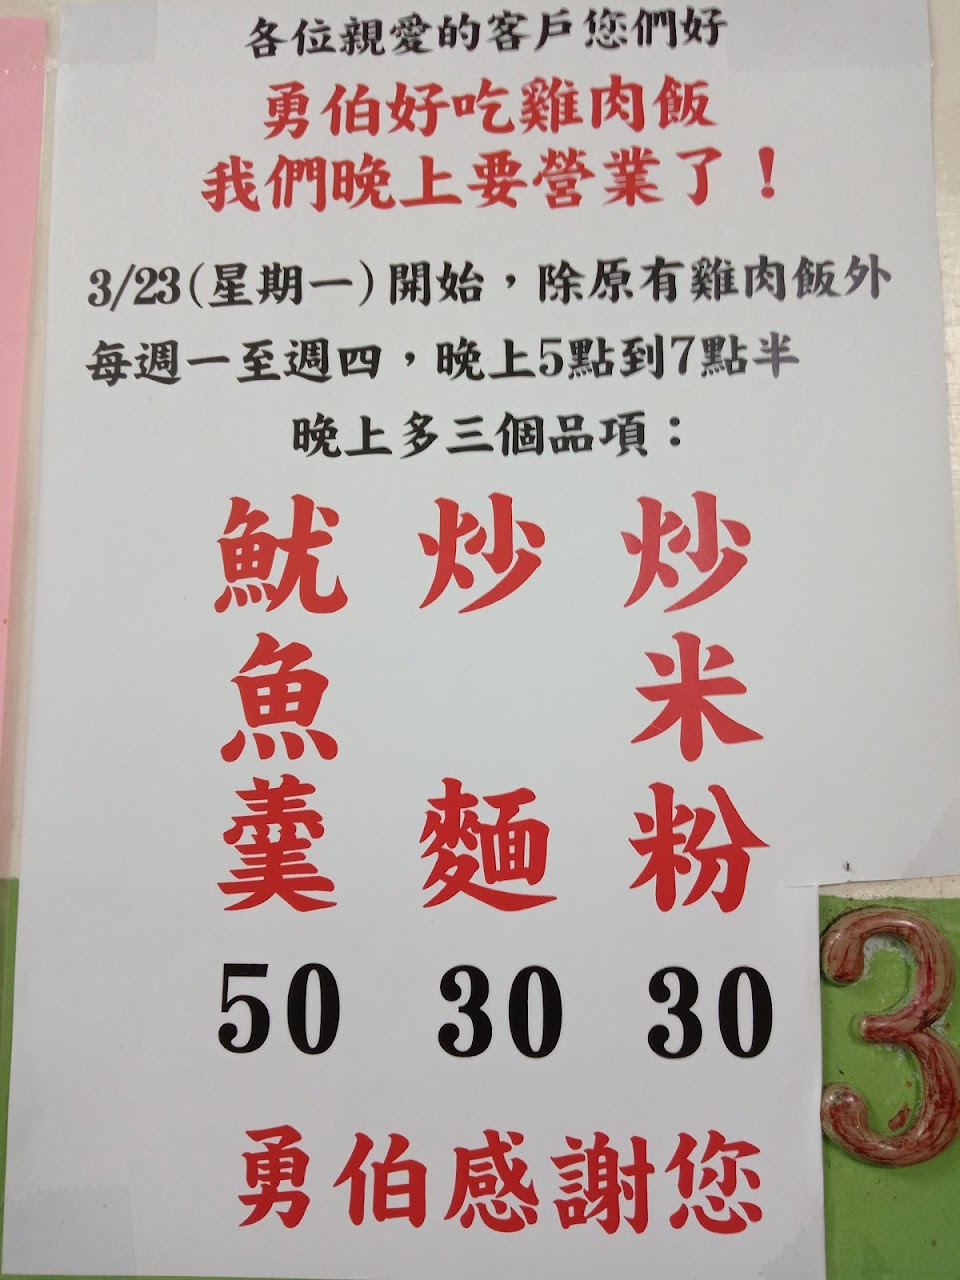 各位親愛的客戶您們好
勇伯好吃雞肉飯
我們晚上要營業了！
3/23(星期一)開始，除原有雞肉飯外
每週一至週四，晚上5點到7點半
晚上多三個品項：
魷魚羹 炒麵 炒米粉
50 30 30
勇伯感謝您
3